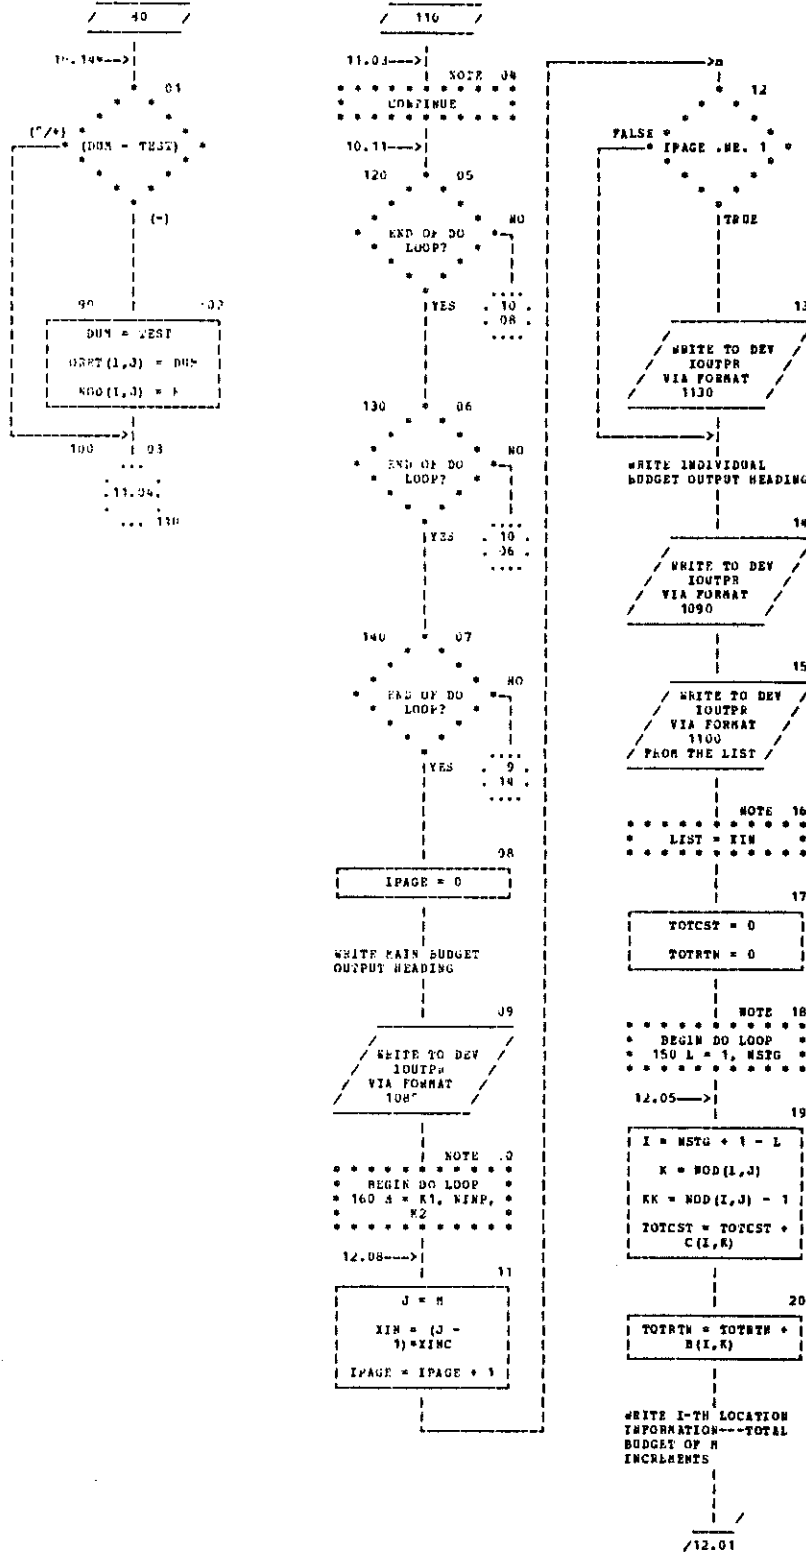 40
01
(DUM - TEST)
(-)
99
DUM = TEST
100 03
11.04.
110
11.03--->
NOTE 04
CONTINUE
10.11--->
120 05
END OF DO
LOOP?
NO
YES
10
08
130 06
END OF DO
LOOP?
NO
YES
10
06
140 07
END OF DO
LOOP?
NO
YES
9
14
08
IPAGE = 0
WRITE MAIN BUDGET
OUTPUT HEADING
09
WRITE TO DEV
VIA FORMAT
NOTE
BEGIN DO LOOP
12.08--->
11
J = M
XIN = (J -
1)*XINC
IPAGE = IPAGE + 1
12
FALSE
IPAGE .NE. 1
TRUE
13
WRITE TO DEV
IOUTPR
VIA FORMAT
1130
WRITE INDIVIDUAL
BUDGET OUTPUT HEADING
14
WRITE TO DEV
IOUTPR
VIA FORMAT
1090
15
WRITE TO DEV
IOUTPR
VIA FORMAT
1100
FROM THE LIST
NOTE 16
LIST = XIN
17
TOTCST = 0
TOTRTN = 0
NOTE 18
BEGIN DO LOOP
150 L = 1, NSTG
12.05--->
19
I = NSTG + 1 - L
K = NOD(I,J)
KK = NOD(I,J) - 1
TOTCST = TOTCST +
C(I,K)
20
TOTRTN = TOTRTN +
WRITE I-TH LOCATION
INFORMATION---TOTAL
BUDGET OF M
INCREMENTS
/12.01